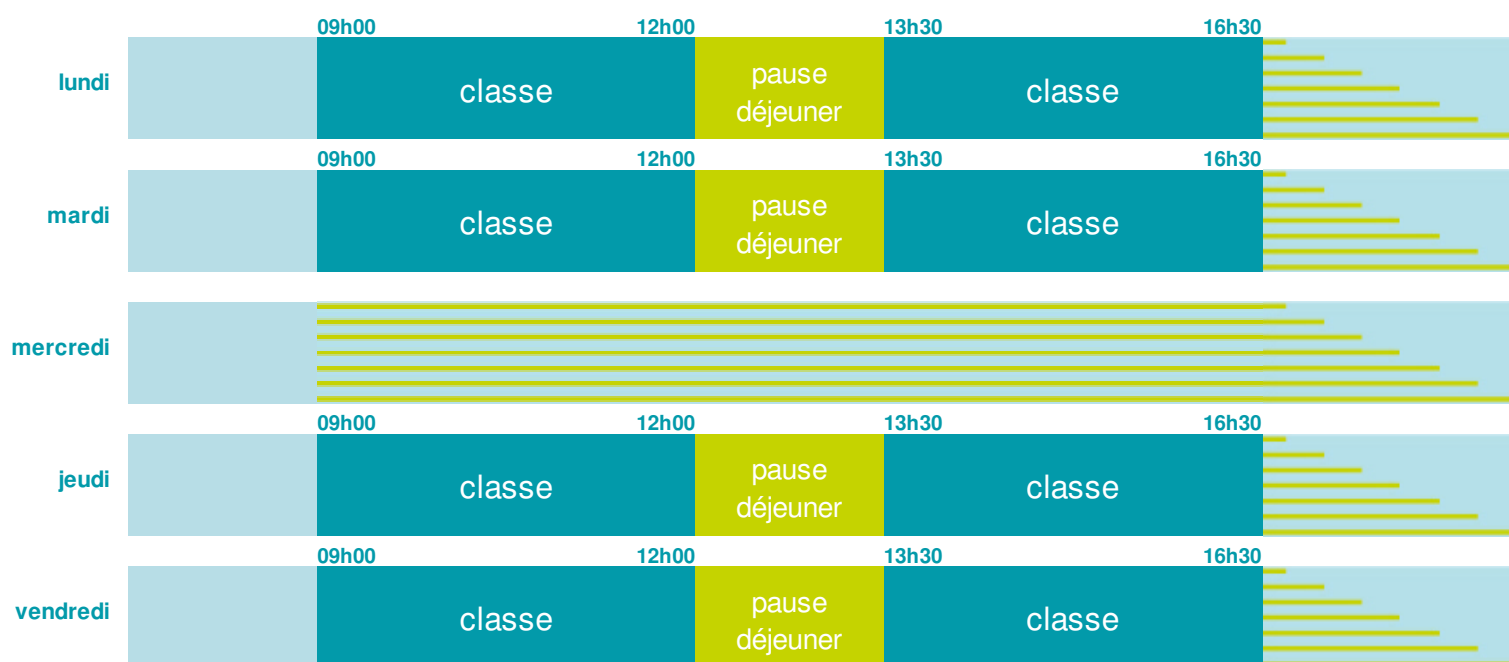 09h00 12h00 13h30 16h30
lundi classe pause déjeuner classe
09h00 12h00 13h30 16h30
mardi classe pause déjeuner classe
mercredi
09h00 12h00 13h30 16h30
jeudi classe pause déjeuner classe
09h00 12h00 13h30 16h30
vendredi classe pause déjeuner classe